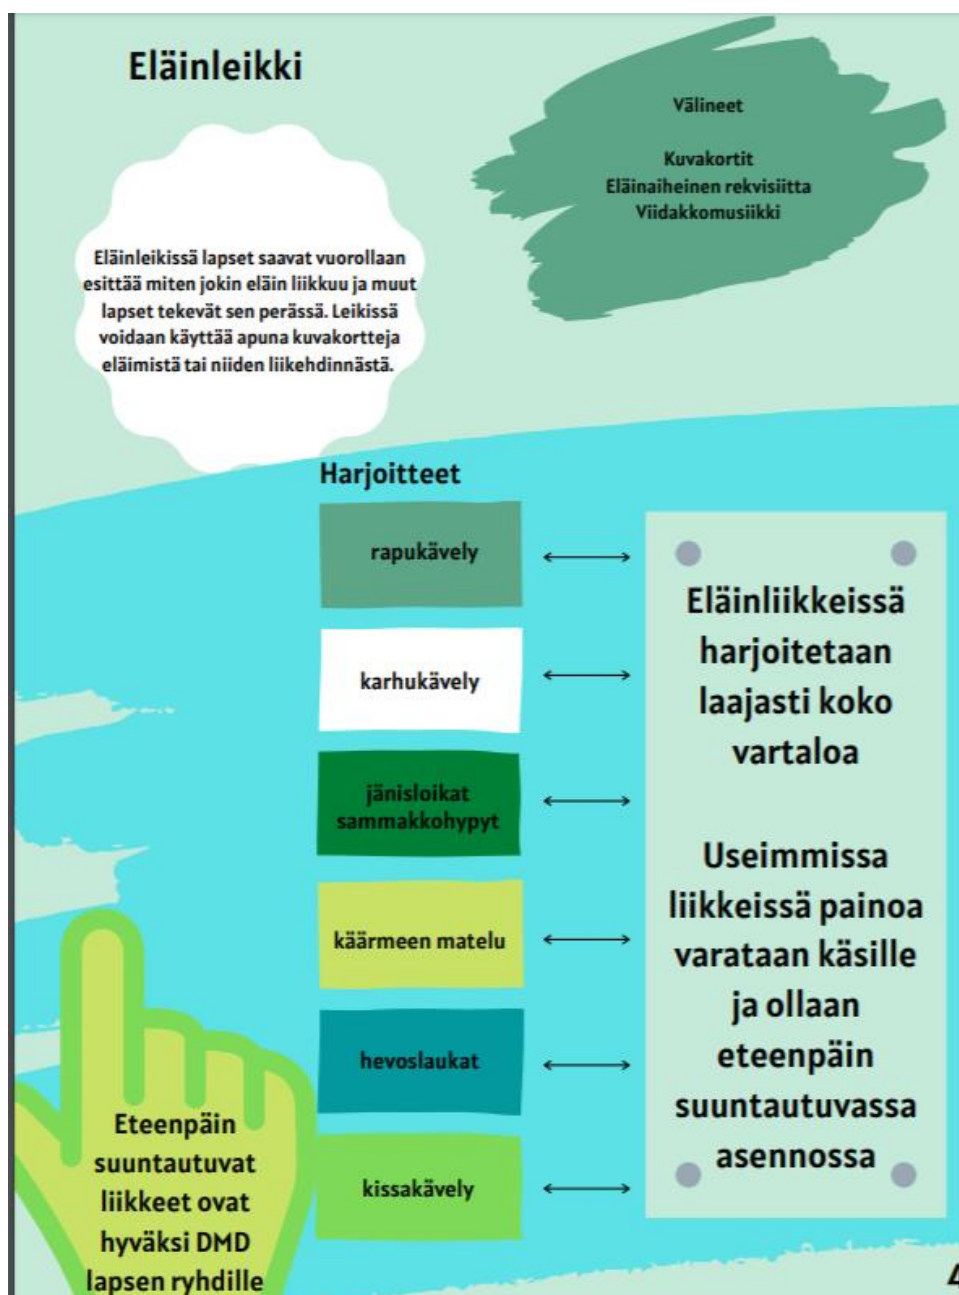 Eläinleikki
Välineet
Kuvakortit
Eläinaiheinen rekvisiitta
Viidakkomusiikki
Eläinleikissä lapset saavat vuorollaan
esittää miten jokin eläin liikkuu ja muut
lapset tekevät sen perässä. Leikissä
voidaan käyttää apuna kuvakortteja
eläimistä tai niiden liikehdinnästä.
Harjoitteet
rapukävely
karhukävely
jänisloikat
sammakkohypyt
käärmeen matelu
hevoslaukat
kissakävely
Eläinliikkeissä
harjoitetaan
laajasti koko
vartaloa
Useimmissa
liikkeissä painoa
varataan käsille
ja ollaan
eteenpäin
suuntautuvassa
asennossa
Eteenpäin
suuntautuvat
liikkeet ovat
hyväksi DMD
lapsen ryhdille